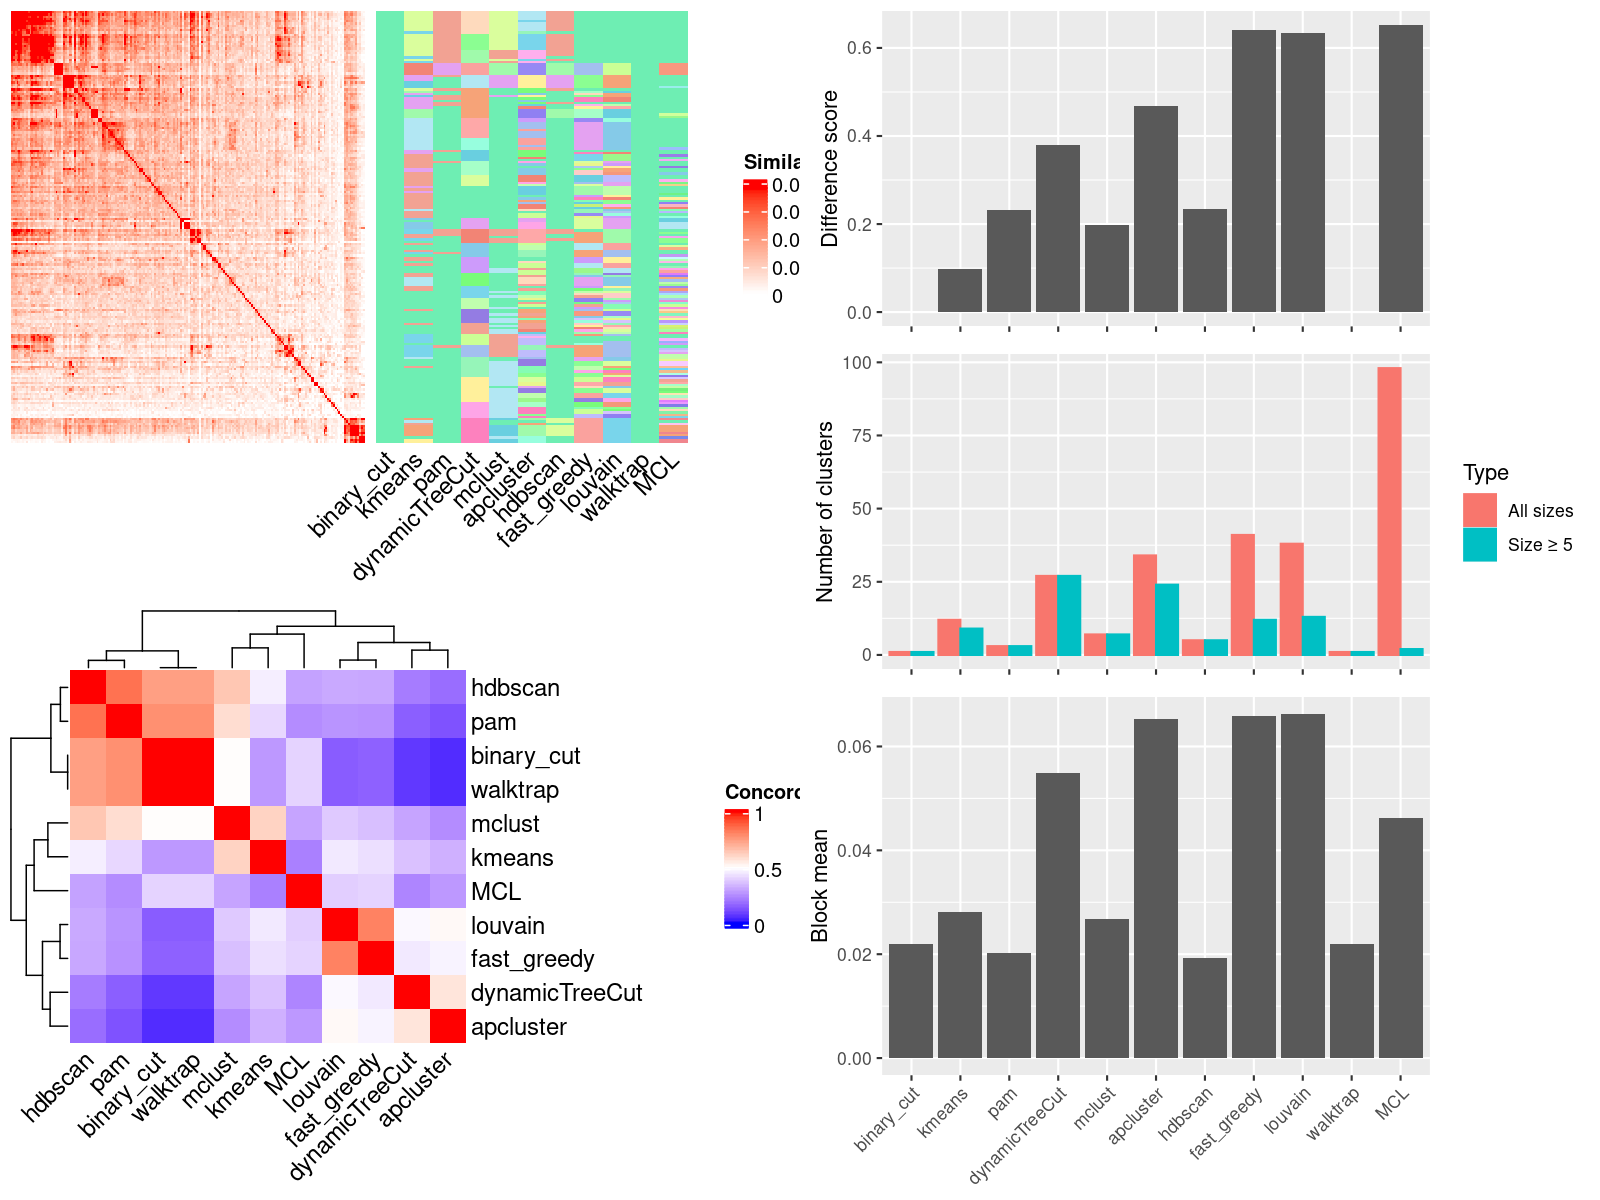 Simila
0.0
0.0
0.0
0.0
0
binary_cut
kmeans
pam
dynamicTreeCut
mclust
apcluster
hdbscan
fast_greedy
louvain
walktrap
MCL
hdbscan
pam
binary_cut
walktrap
mclust
kmeans
MCL
louvain
fast_greedy
dynamicTreeCut
apcluster
hdbscan
pam
binary_cut
walktrap
mclust
kmeans
MCL
louvain
fast_greedy
dynamicTreeCut
apcluster
Concord
1
0.5
0
Difference score
0.6
0.4
0.2
0.0
Number of clusters
100
75
50
25
0
Type
All sizes
Size ≥ 5
Block mean
0.06
0.04
0.02
0.00
binary_cut
kmeans
pam
dynamicTreeCut
mclust
apcluster
hdbscan
fast_greedy
louvain
walktrap
MCL